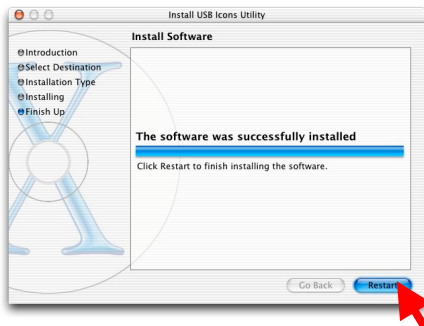 Install USB Icons Utility
Install Software
Introduction
Select Destination
Installation Type
Installing
Finish Up
The software was successfully installed
Click Restart to finish installing the software.
Go Back
Restart